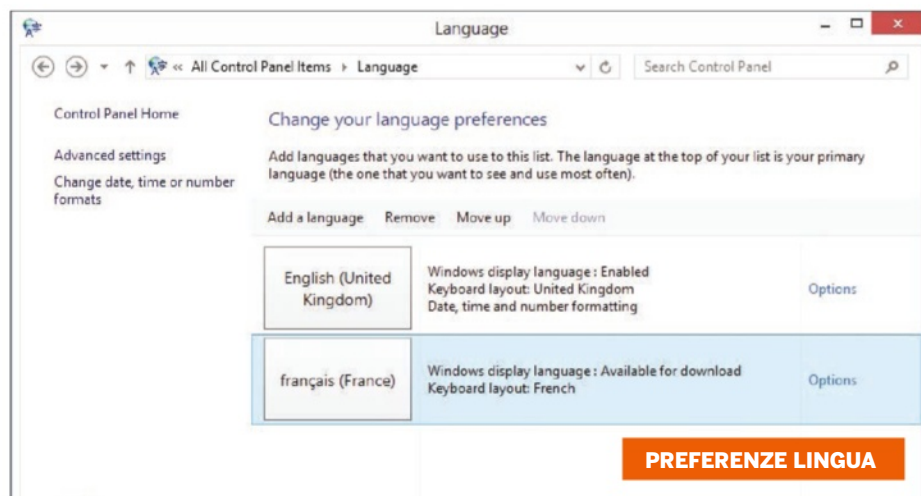 Language
« All Control Panel Items › Language
Search Control Panel
Control Panel Home
Advanced settings
Change date, time or number
formats
Change your language preferences
Add languages that you want to use to this list. The language at the top of your list is your primary
language (the one that you want to see and use most often).
Add a language Remove Move up Move down
English (United
Kingdom)
Windows display language : Enabled
Keyboard layout: United Kingdom
Date, time and number formatting
Options
français (France)
Windows display language : Available for download
Keyboard layout: French
Options
PREFERENZE LINGUA